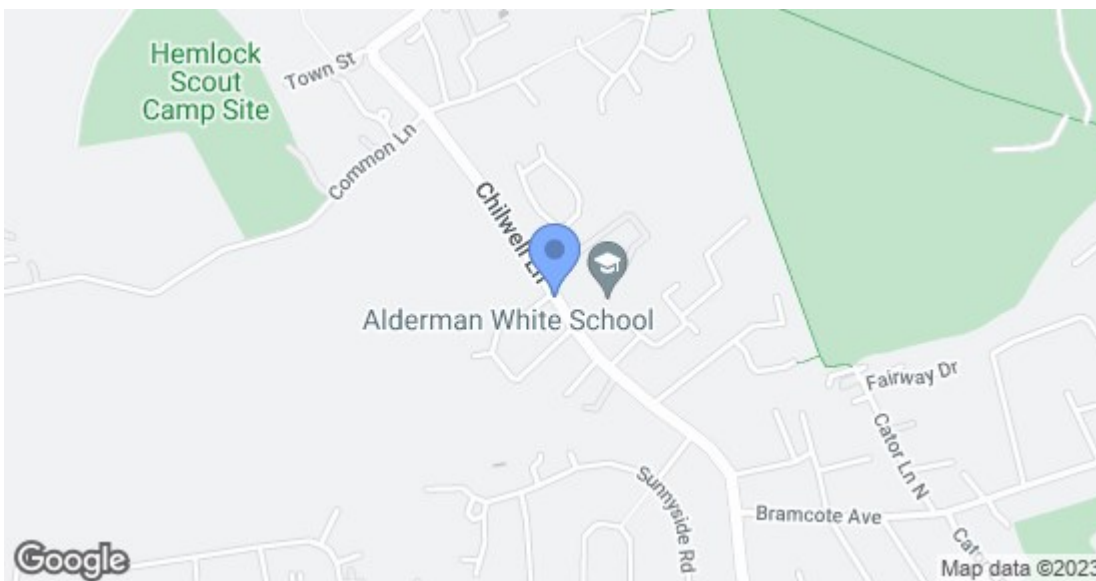 Hemlock
Scout
Camp Site
Town St
Common Ln
Chilwell Ln
Alderman White School
Fairway Dr
Cator Ln N
Sunnyside Rd
Bramcote Ave
Cato
Google
Map data ©2023